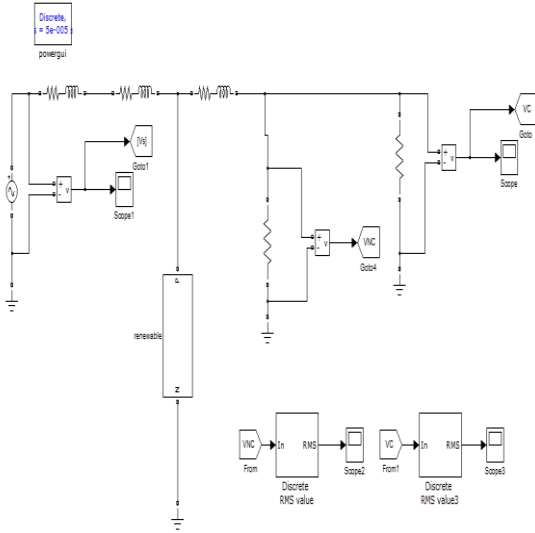 Discrete,
s = 5e-005
powergui
[Vs]
Goto1
+
-
v
Scope1
+
-
v
VNC
Goto4
+
-
v
VC
Goto
Scope
P
renewable
N
VNC
From
In
RMS
Discrete
RMS value
Scope2
VC
From1
In
RMS
Discrete
RMS value3
Scope3